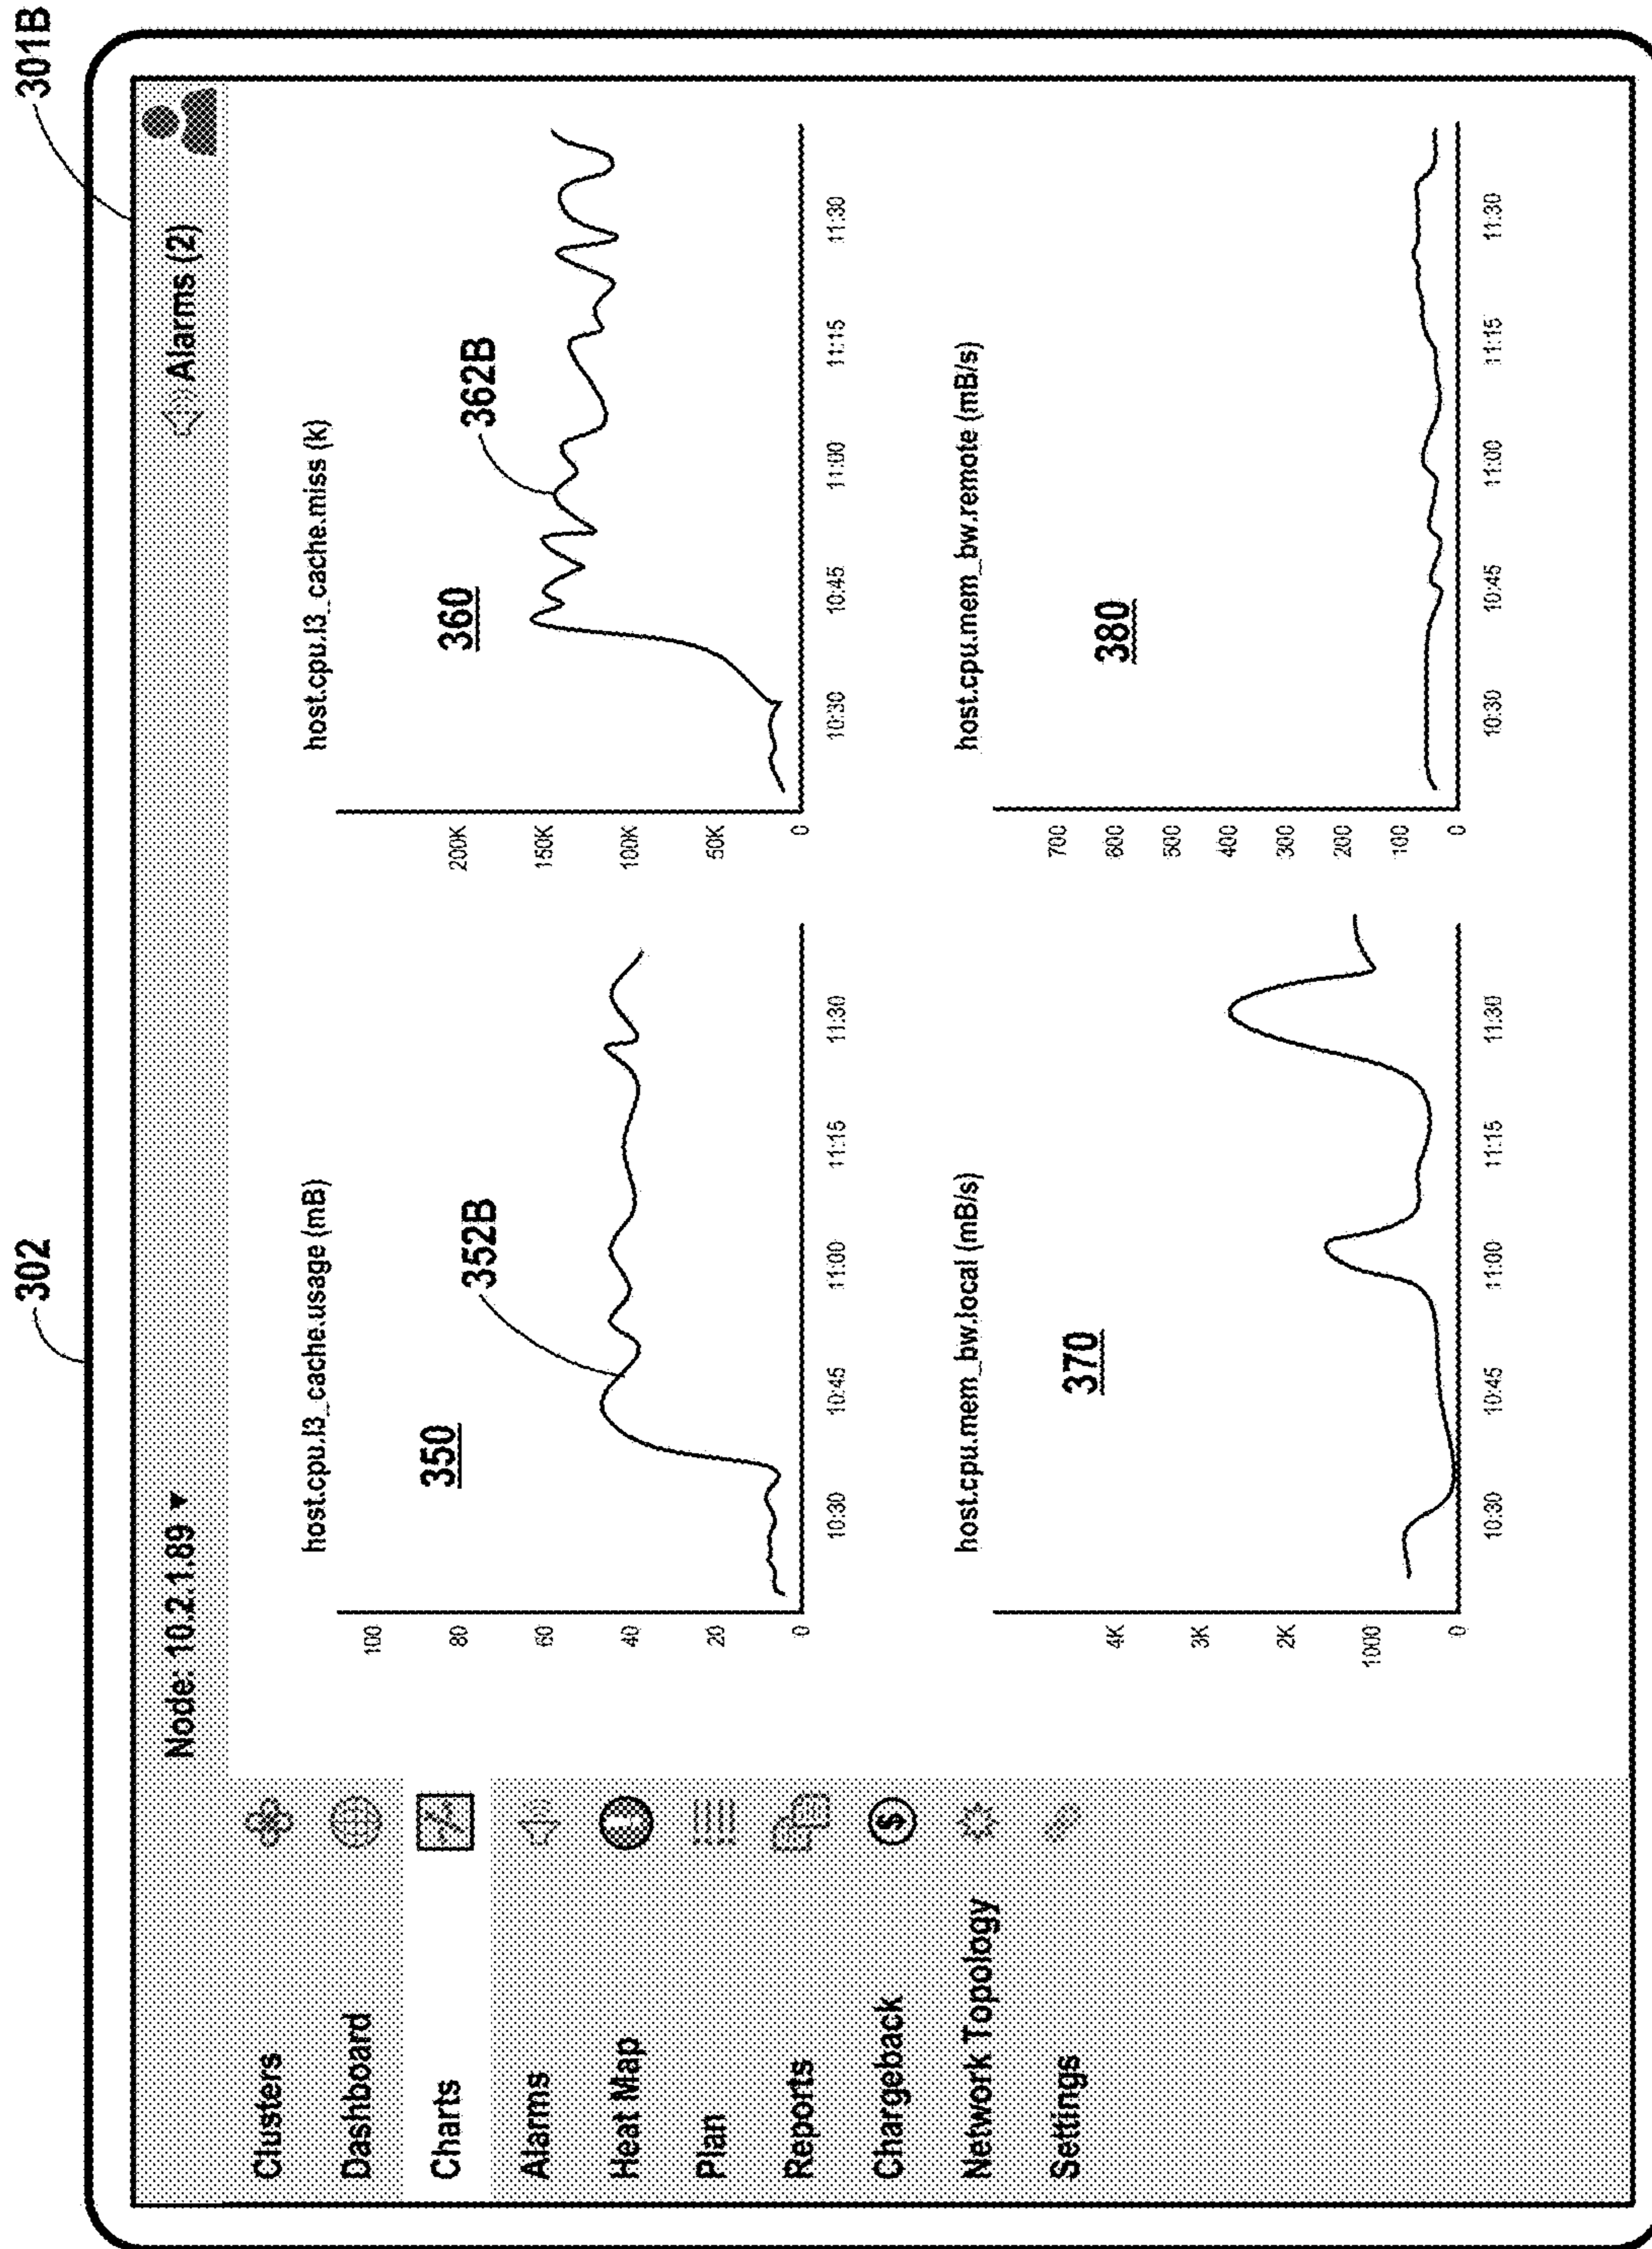 302
301B
Node: 10.2.1.89 ▼
Alarms (2)
Clusters
Dashboard
Charts
Alarms
Heat Map
Plan
Reports
Chargeback
$
Network Topology
Settings
host.cpu.l3_cache.usage (mB)
350
352B
100
80
60
40
20
0
10:30
10:45
11:00
11:15
11:30
host.cpu.l3_cache.miss (k)
360
362B
200K
150K
100K
50K
0
10:30
10:45
11:00
11:15
11:30
host.cpu.mem_bw.local (mB/s)
370
4K
3K
2K
1000
0
10:30
10:45
11:00
11:15
11:30
host.cpu.mem_bw.remote (mB/s)
380
700
600
500
400
300
200
100
0
10:30
10:45
11:00
11:15
11:30